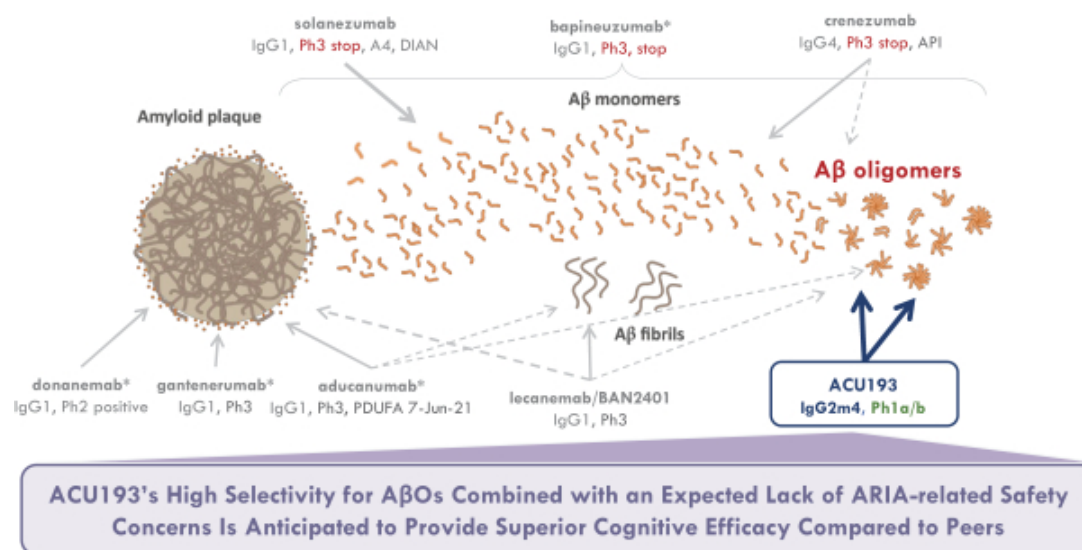 solanezumab
IgG1, Ph3 stop, A4, DIAN
bapineuzumab*
IgG1, Ph3, stop
crenezumab
IgG4, Ph3 stop, API
Amyloid plaque
Aβ monomers
Aβ oligomers
Aβ fibrils
donanemab*
IgG1, Ph2 positive
gantenerumab*
IgG1, Ph3
aducanumab*
IgG1, Ph3, PDUFA 7-Jun-21
lecanemab/BAN2401
IgG1, Ph3
ACU193
IgG2m4, Ph1a/b
ACU193's High Selectivity for AβOs Combined with an Expected Lack of ARIA-related Safety
Concerns Is Anticipated to Provide Superior Cognitive Efficacy Compared to Peers